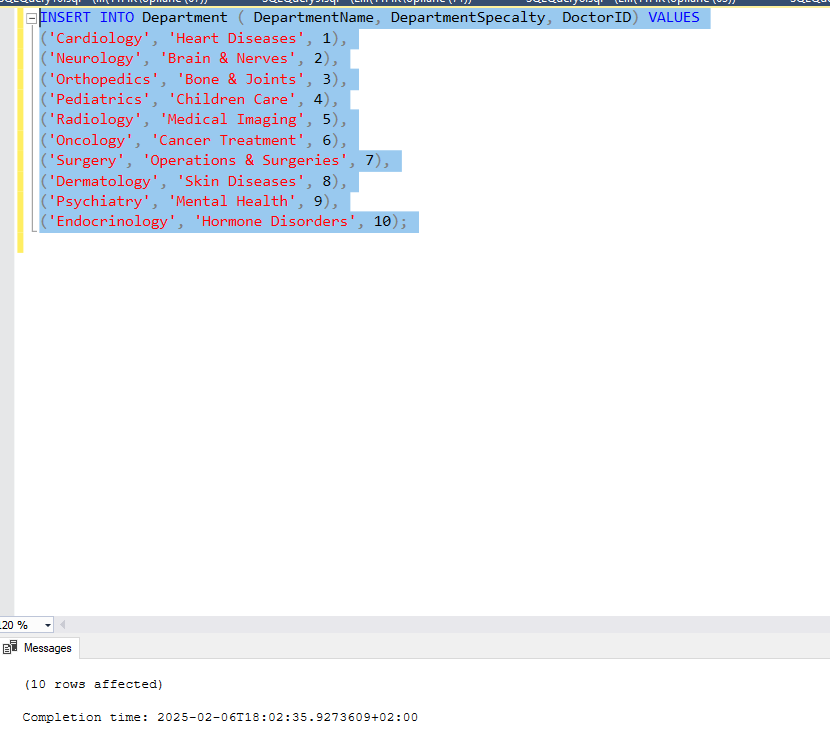 INSERT INTO Department ( DepartmentName, DepartmentSpecalty, DoctorID) VALUES
('Cardiology', 'Heart Diseases', 1),
('Neurology', 'Brain & Nerves', 2),
('Orthopedics', 'Bone & Joints', 3),
('Pediatrics', 'Children Care', 4),
('Radiology', 'Medical Imaging', 5),
('Oncology', 'Cancer Treatment', 6),
('Surgery', 'Operations & Surgeries', 7),
('Dermatology', 'Skin Diseases', 8),
('Psychiatry', 'Mental Health', 9),
('Endocrinology', 'Hormone Disorders', 10);
20 %
Messages
(10 rows affected)
Completion time: 2025-02-06T18:02:35.9273609+02:00